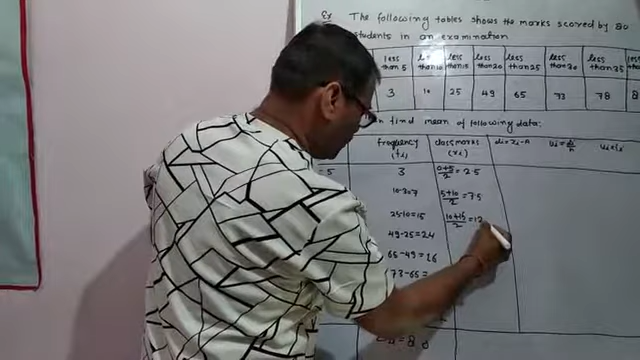 Ex The following tables shows the marks scored by 80
students in an examination
less than 5 less than 10 less than 15 less than 20 less than 25 less than 30 less than 35 less
3 10 25 49 65 73 78 8
find mean of following data:
frequency (fi) class marks (xi) di=xi-A ui=di/h uifi
3 0+5/2=2.5
10-3=7 5+10/2=7.5
25-10=15 10+15/2=12
49-25=24
65-49=16
73-65=
=80